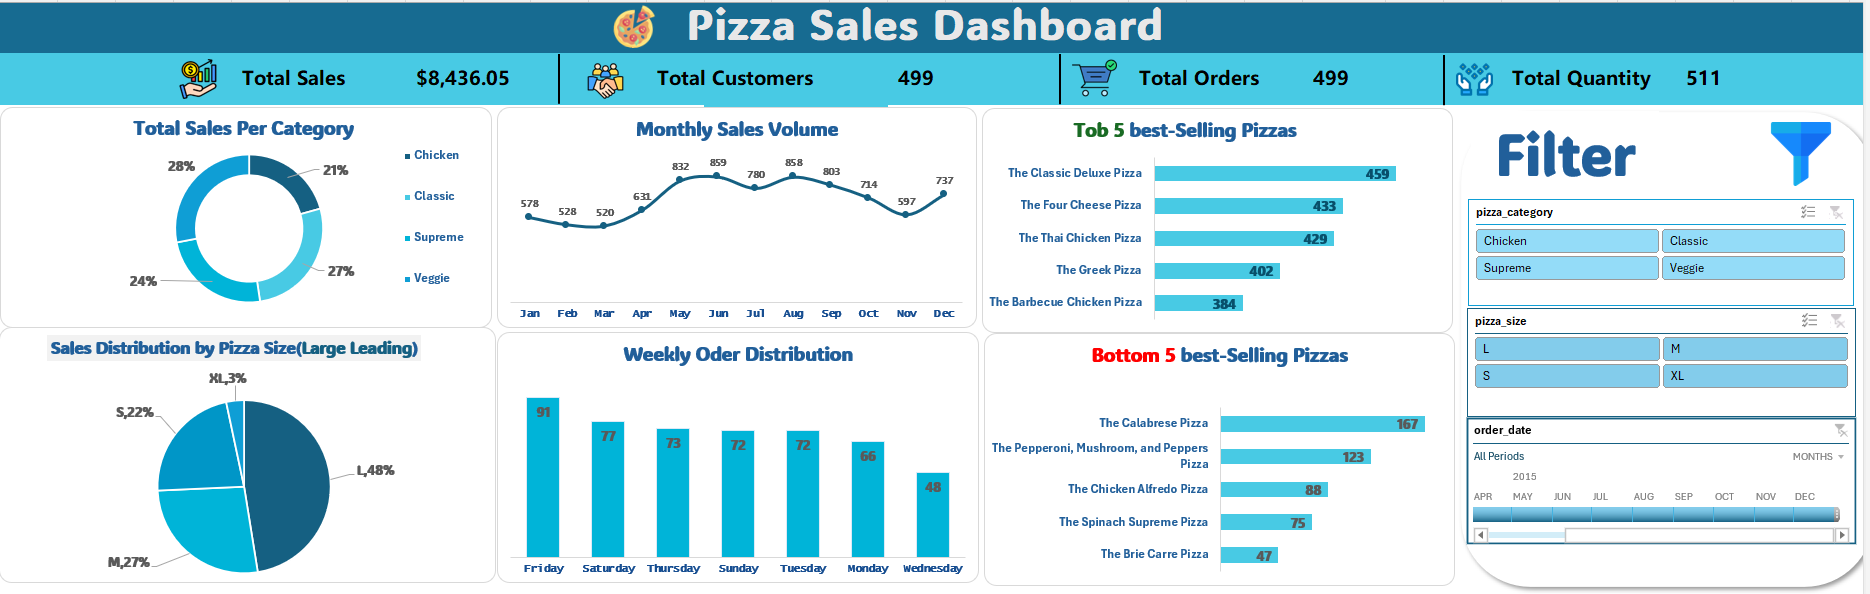 Pizza Sales Dashboard
Total Sales $8,436.05
Total Customers 499
Total Orders 499
Total Quantity 511
Total Sales Per Category
28%
21%
24%
27%
Chicken
Classic
Supreme
Veggie
Monthly Sales Volume
578 528 520 631 832 859 780 858 803 714 597 737
Jan Feb Mar Apr May Jun Jul Aug Sep Oct Nov Dec
Tob 5 best-Selling Pizzas
The Classic Deluxe Pizza 459
The Four Cheese Pizza 433
The Thai Chicken Pizza 429
The Greek Pizza 402
The Barbecue Chicken Pizza 384
Sales Distribution by Pizza Size(Large Leading)
XL,3%
S,22%
L,48%
M,27%
Weekly Oder Distribution
91 77 73 72 72 66 48
Friday Saturday Thursday Sunday Tuesday Monday Wednesday
Bottom 5 best-Selling Pizzas
The Calabrese Pizza 167
The Pepperoni, Mushroom, and Peppers
Pizza 123
The Chicken Alfredo Pizza 88
The Spinach Supreme Pizza 75
The Brie Carre Pizza 47
Filter
pizza_category
Chicken Classic
Supreme Veggie
pizza_size
L M
S XL
order_date
All Periods MONTHS
2015
APR MAY JUN JUL AUG SEP OCT NOV DEC